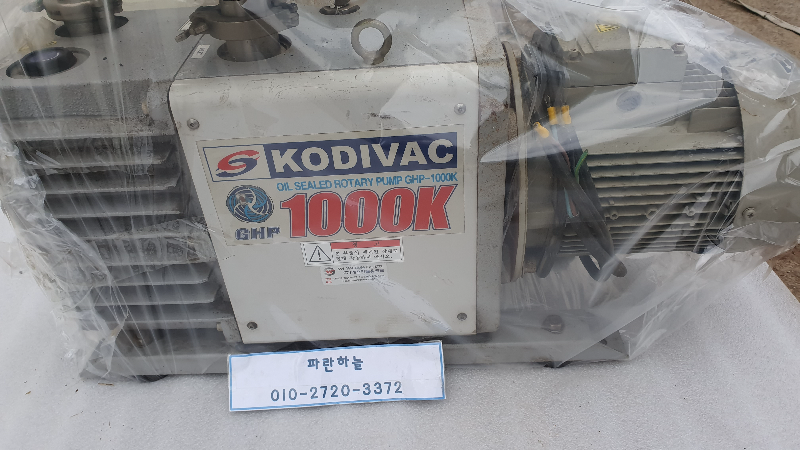 KODIVAC
OIL SEALED ROTARY PUMP GHP-1000K
1000K
GHP
파란하늘
010-2720-3372